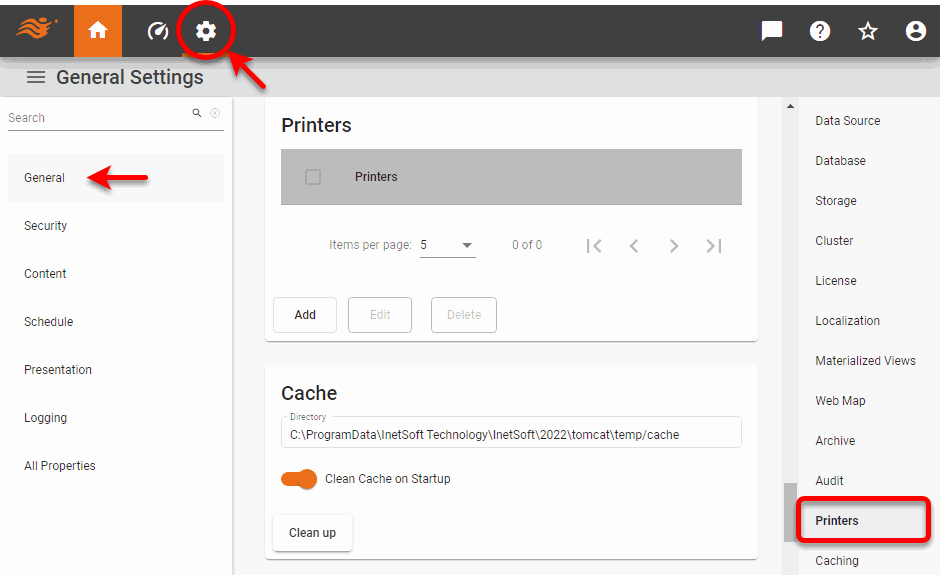 General Settings
Search
General
Security
Content
Schedule
Presentation
Logging
All Properties
Printers
Printers
Items per page: 5 0 of 0
Add Edit Delete
Cache
Directory
C:\ProgramData\InetSoft Technology\InetSoft\2022\tomcat\temp/cache
Clean Cache on Startup
Clean up
Data Source
Database
Storage
Cluster
License
Localization
Materialized Views
Web Map
Archive
Audit
Printers
Caching